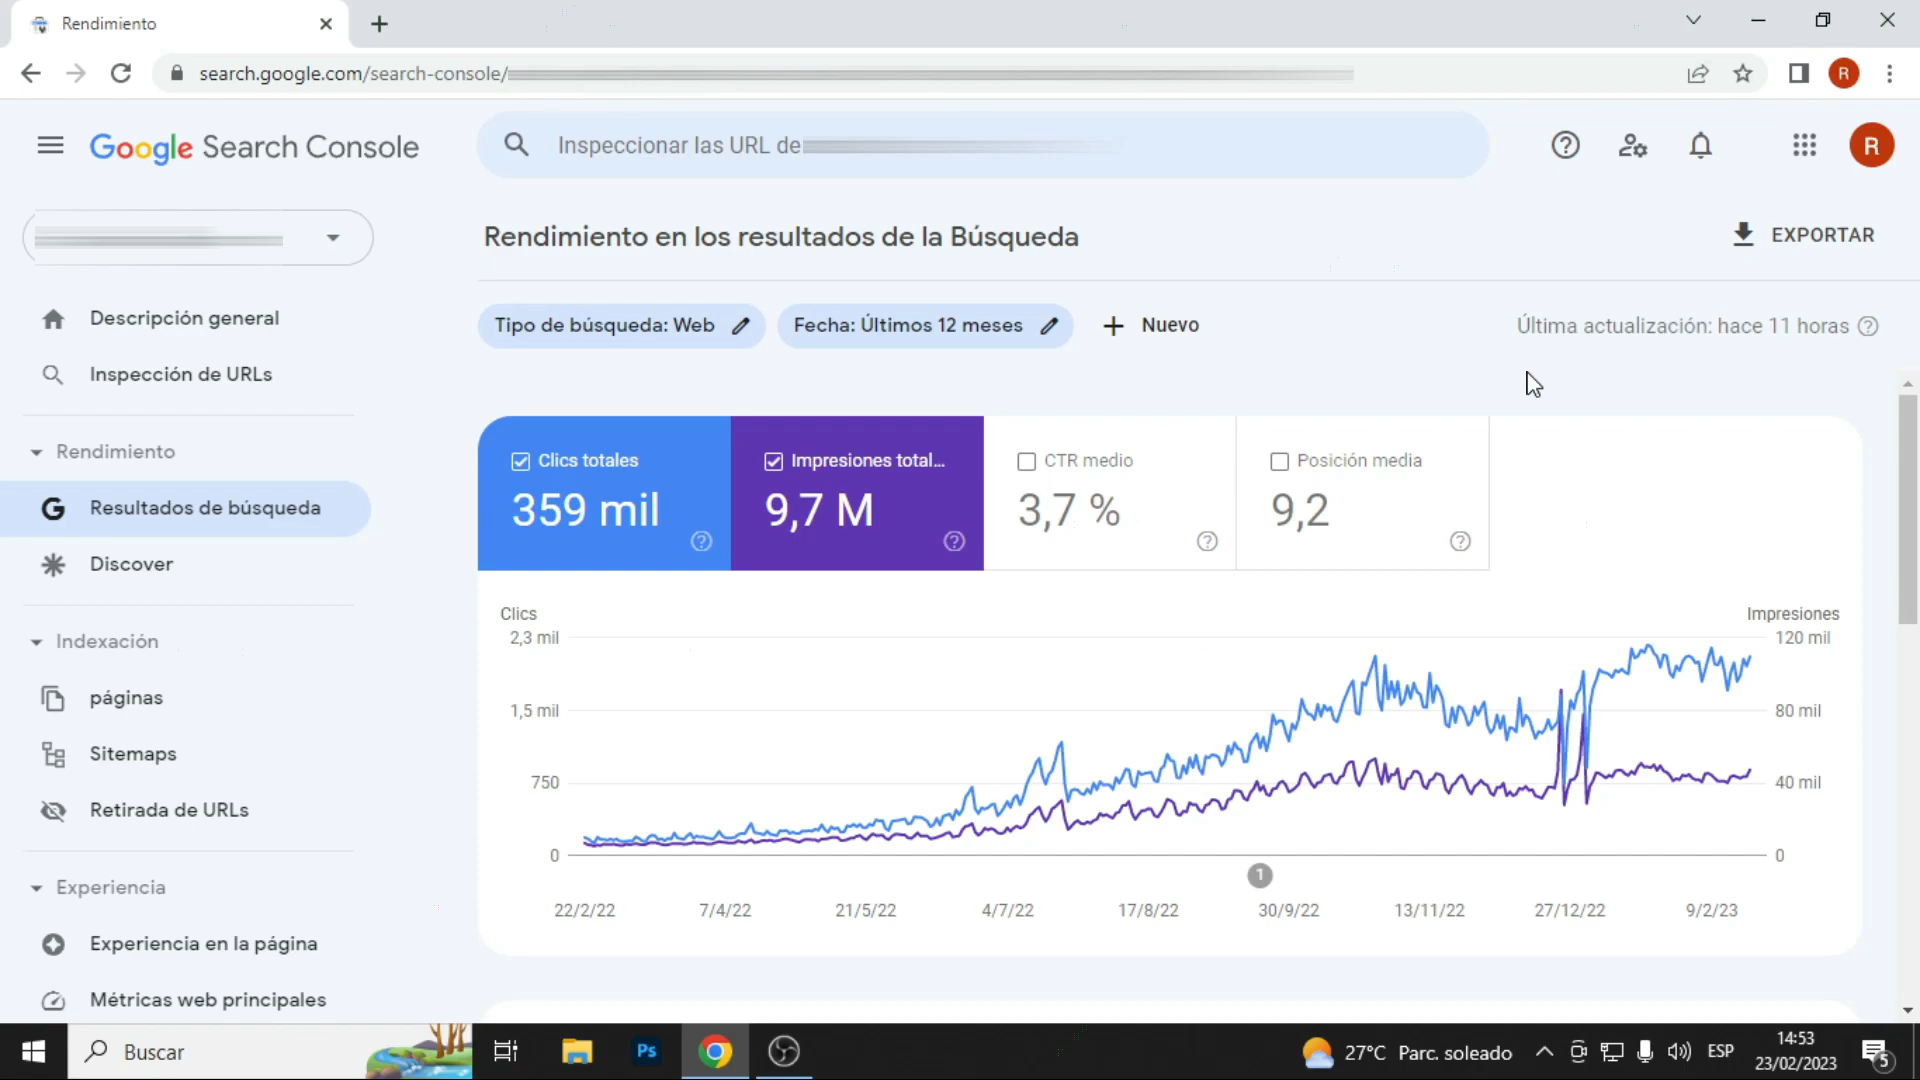 Rendimiento
search.google.com/search-console/
Google Search Console
Inspeccionar las URL de
R
R
Rendimiento en los resultados de la Búsqueda
EXPORTAR
Tipo de búsqueda: Web
Fecha: Últimos 12 meses
Nuevo
Última actualización: hace 11 horas
Descripción general
Inspección de URLs
Rendimiento
Resultados de búsqueda
Discover
Indexación
páginas
Sitemaps
Retirada de URLs
Experiencia
Experiencia en la página
Métricas web principales
Clics totales
359 mil
Impresiones total...
9,7 M
CTR medio
3,7 %
Posición media
9,2
Clics
Impresiones
2,3 mil
120 mil
1,5 mil
80 mil
750
40 mil
0
0
1
22/2/22
7/4/22
21/5/22
4/7/22
17/8/22
30/9/22
13/11/22
27/12/22
9/2/23
Buscar
Ps
27°C Parc. soleado
ESP
14:53
23/02/2023
5